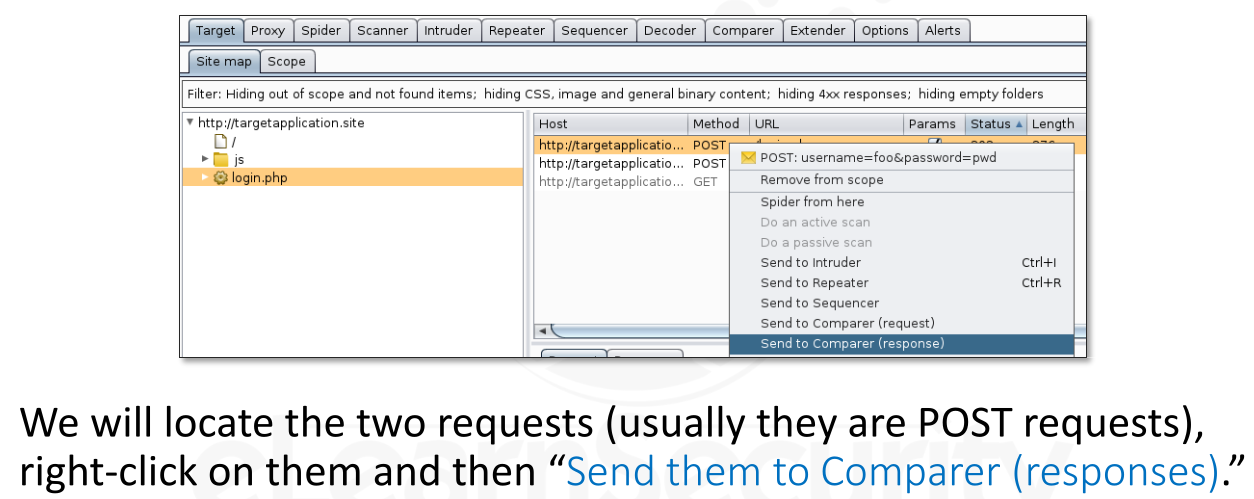 Target Proxy Spider Scanner Intruder Repeater Sequencer Decoder Comparer Extender Options Alerts
Site map Scope
Filter: Hiding out of scope and not found items; hiding CSS, image and general binary content; hiding 4xx responses; hiding empty folders
http://targetapplication.site
/
js
login.php
Host Method URL Params Status Length
http://targetapplicatio... POST
http://targetapplicatio... POST
http://targetapplicatio... GET
POST: username=foo&password=pwd
Remove from scope
Spider from here
Do an active scan
Do a passive scan
Send to Intruder Ctrl+I
Send to Repeater Ctrl+R
Send to Sequencer
Send to Comparer (request)
Send to Comparer (response)
We will locate the two requests (usually they are POST requests),
right-click on them and then “Send them to Comparer (responses).”